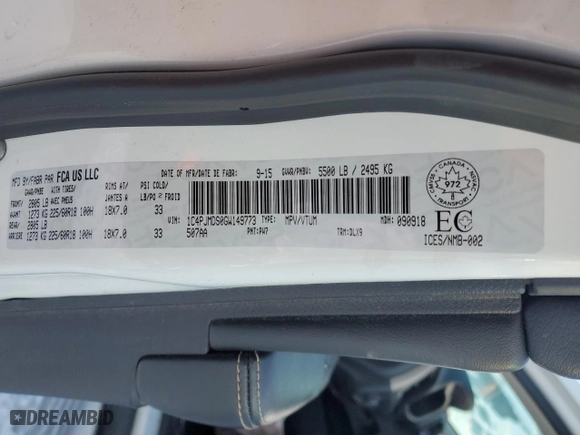 MFD BY/FABR PAR FCA US LLC
DATE OF MFR/DATE DE FABR: 9-15 GVWR/PNBV: 5500 LB / 2495 KG
GAWR/PNBE WITH TIRES/ RIMS AT/ PSI COLD/
AVEC PNEUS LB/PO² FROID
FRONT/ 2805 LB
AVANT 1273 KG 225/60R18 100H 18X7.0 33
REAR/ 2805 LB
ARRIERE 1273 KG 225/60R18 100H 18X7.0 33
VIN: 1C4PJMDS0GW149773 TYPE: MPV/VTUM MDH: 090918
507AA PNT: PW7 TRM: DLX9
CANADA
972
TRANSPORT
EC
ICES/NMB-002
DREAMBID